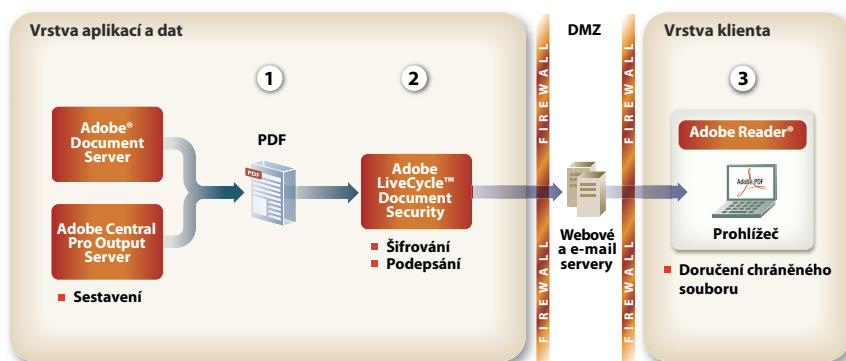 Vrstva aplikací a dat
DMZ
Vrstva klienta
1
2
3
Adobe®
Document
Server
Adobe Central
Pro Output
Server
Sestavení
PDF
PDF
Adobe
LiveCycle™
Document
Security
Šifrování
Podepsání
FIREWALL
FIREWALL
FIREWALL
FIREWALL
Webové
a e-mail
servery
Adobe Reader®
Adobe PDF
Prohlížeč
Doručení chráněného
souboru